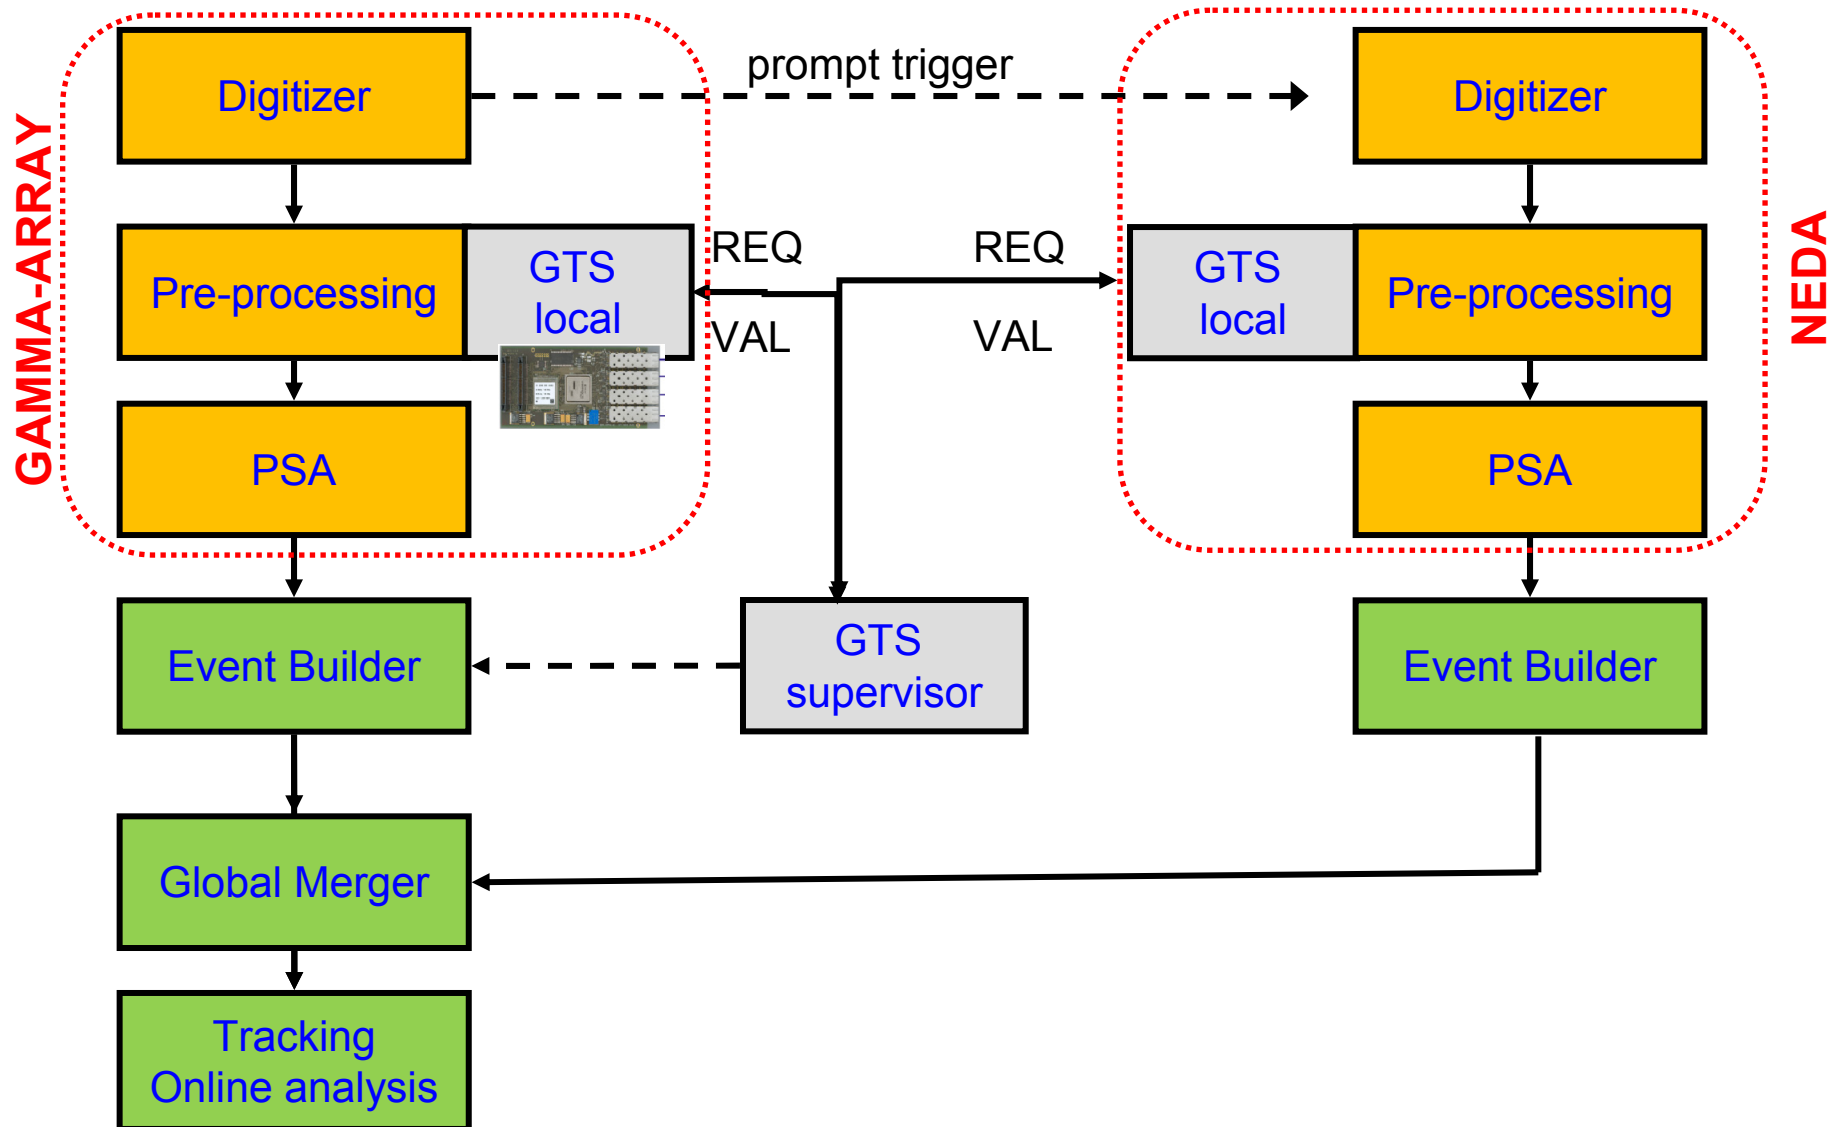 prompt trigger
Digitizer
Digitizer
GAMMA-ARRAY
NEDA
Pre-processing
GTS
local
REQ
VAL
REQ
VAL
GTS
local
Pre-processing
PSA
PSA
Event Builder
GTS
supervisor
Event Builder
Global Merger
Tracking
Online analysis